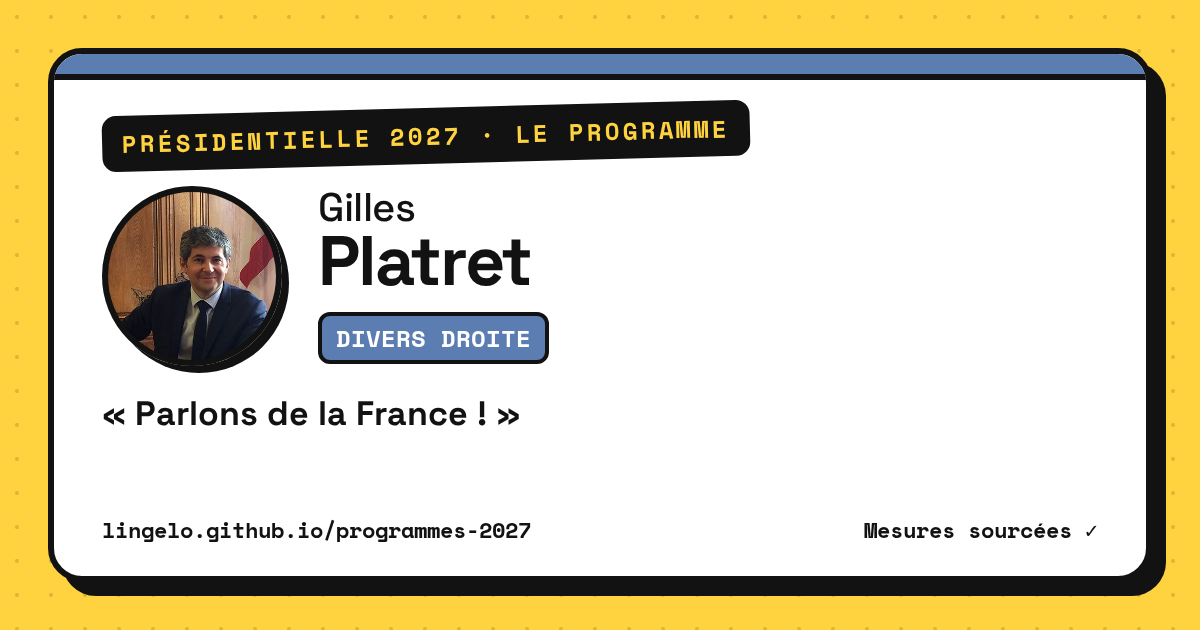 PRÉSIDENTIELLE 2027 · LE PROGRAMME
Gilles
Platret
DIVERS DROITE
« Parlons de la France ! »
lingelo.github.io/programmes-2027
Mesures sourcées ✓